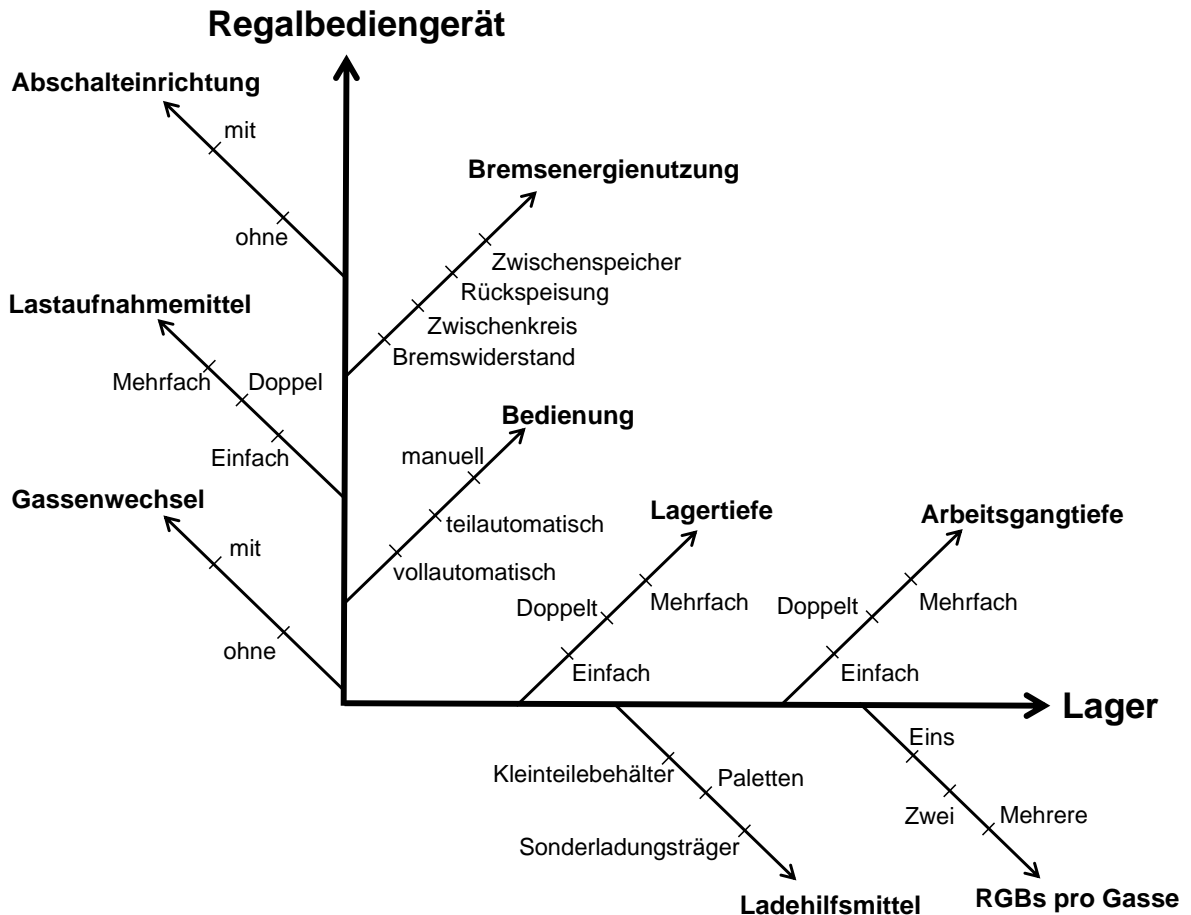 Regalbediengerät
Abschalteinrichtung
mit
ohne
Bremsenergienutzung
Zwischenspeicher
Rückspeisung
Zwischenkreis
Bremswiderstand
Lastaufnahmemittel
Mehrfach
Doppel
Einfach
Bedienung
manuell
teilautomatisch
vollautomatisch
Gassenwechsel
mit
ohne
Lagertiefe
Doppelt
Mehrfach
Einfach
Arbeitsgangtiefe
Doppelt
Mehrfach
Einfach
Lager
Kleinteilebehälter
Paletten
Sonderladungsträger
Ladehilfsmittel
Eins
Zwei
Mehrere
RGBs pro Gasse